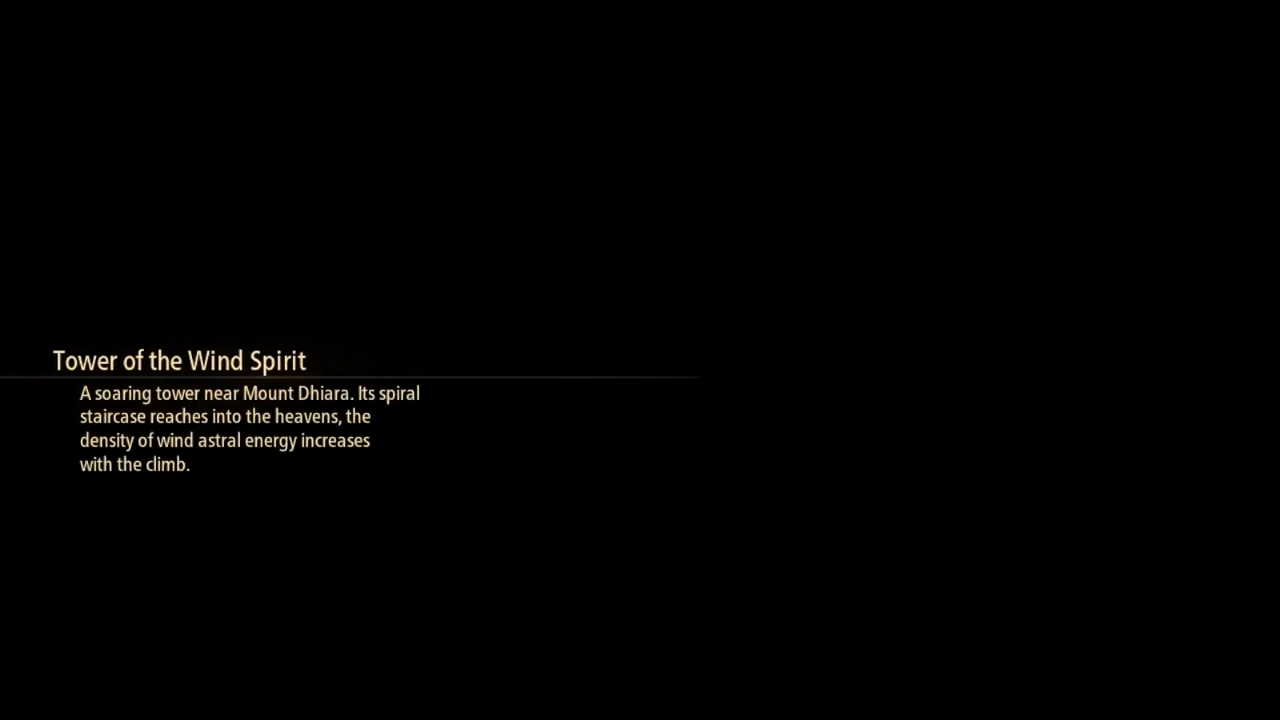 Tower of the Wind Spirit
A soaring tower near Mount Dhiara. Its spiral
staircase reaches into the heavens, the
density of wind astral energy increases
with the climb.